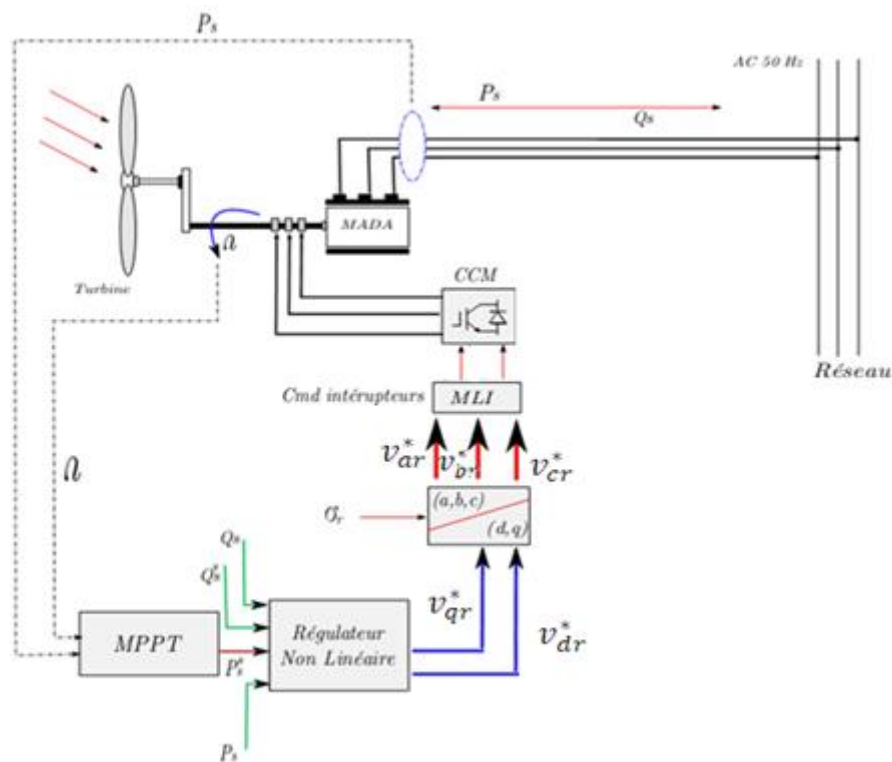 Ps
AC 50 Hz
Ps
Qs
MADA
Ω
Turbine
CCM
Réseau
Cmd intérupteurs
MLI
v*ar
v*br
v*cr
Ω
(a,b,c)
(d,q)
σr
Qs
Q*s
v*qr
v*dr
MPPT
P*s
Régulateur
Non Linéaire
Ps